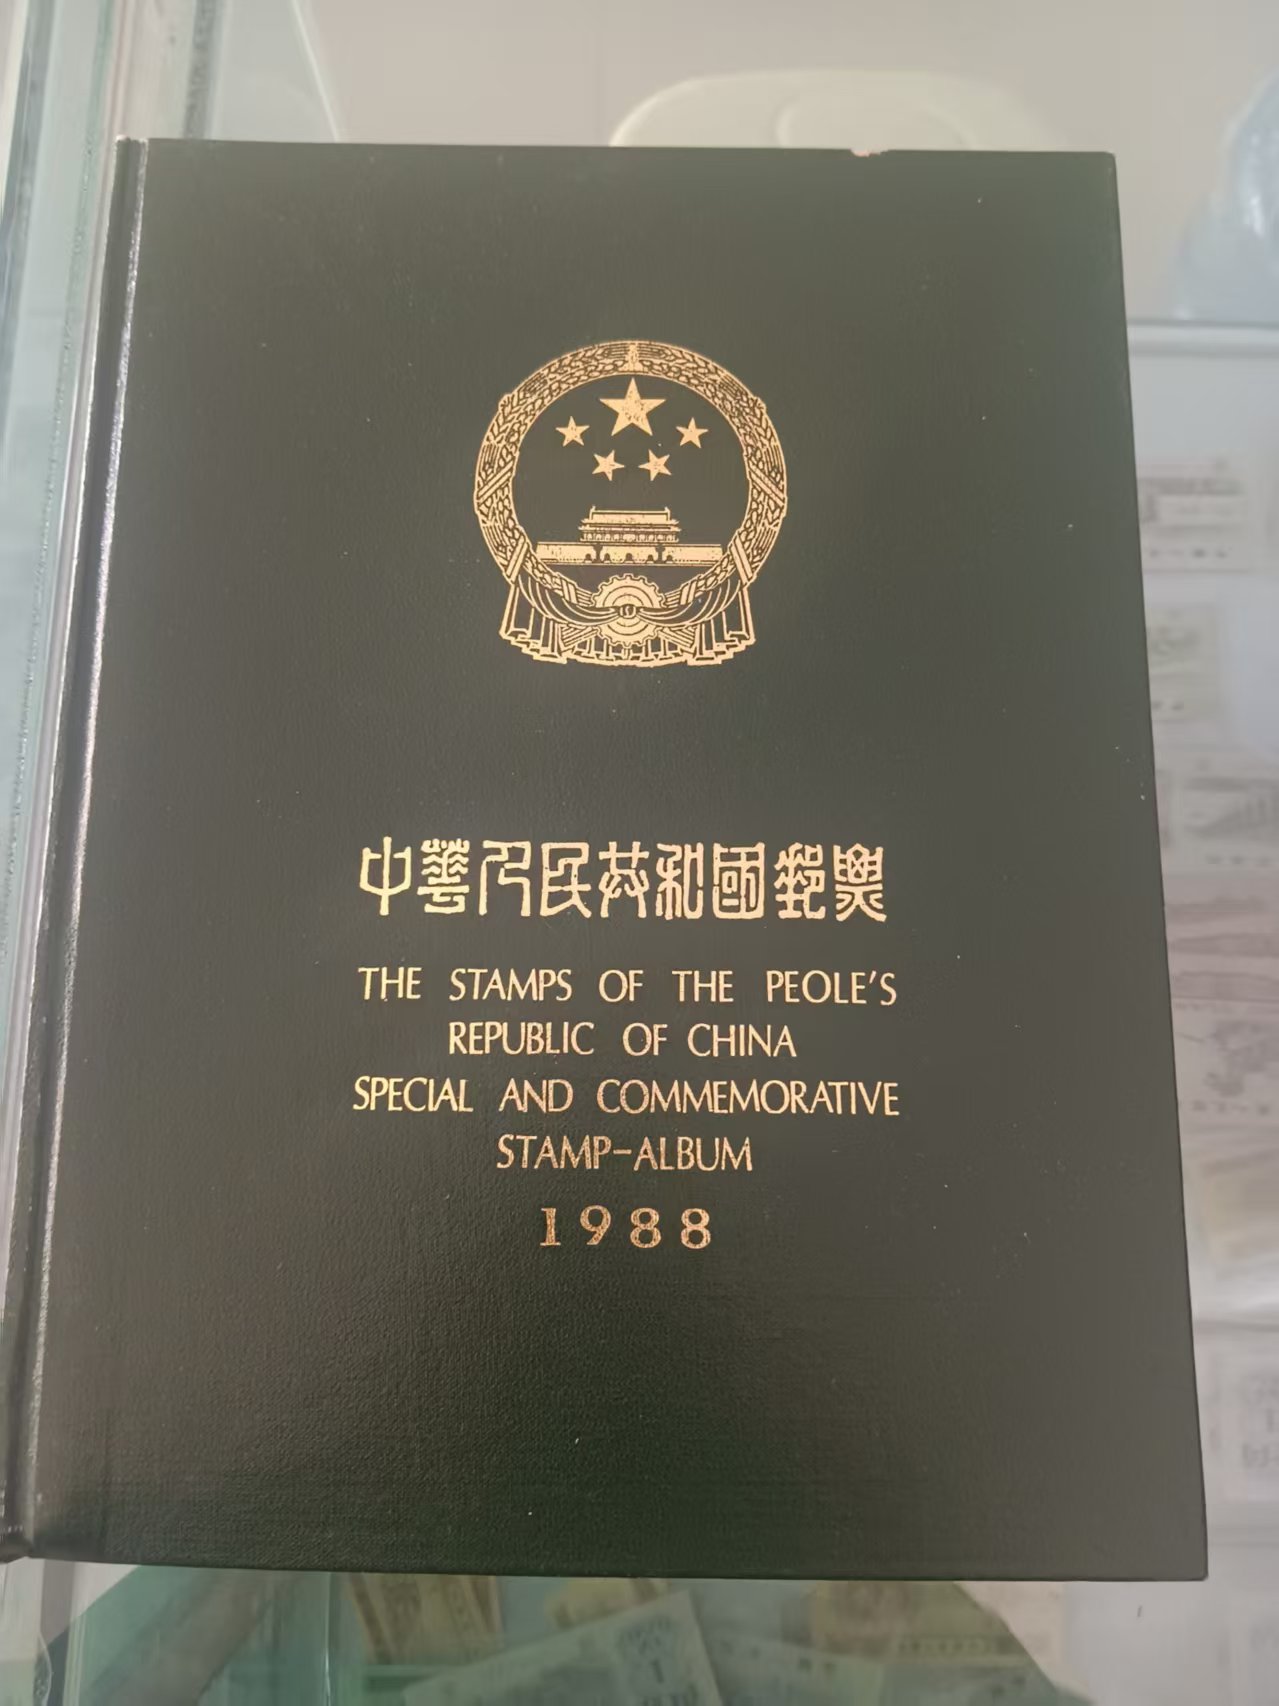 中華人民共和國郵票
THE STAMPS OF THE PEOLE'S
REPUBLIC OF CHINA
SPECIAL AND COMMEMORATIVE
STAMP-ALBUM
1988